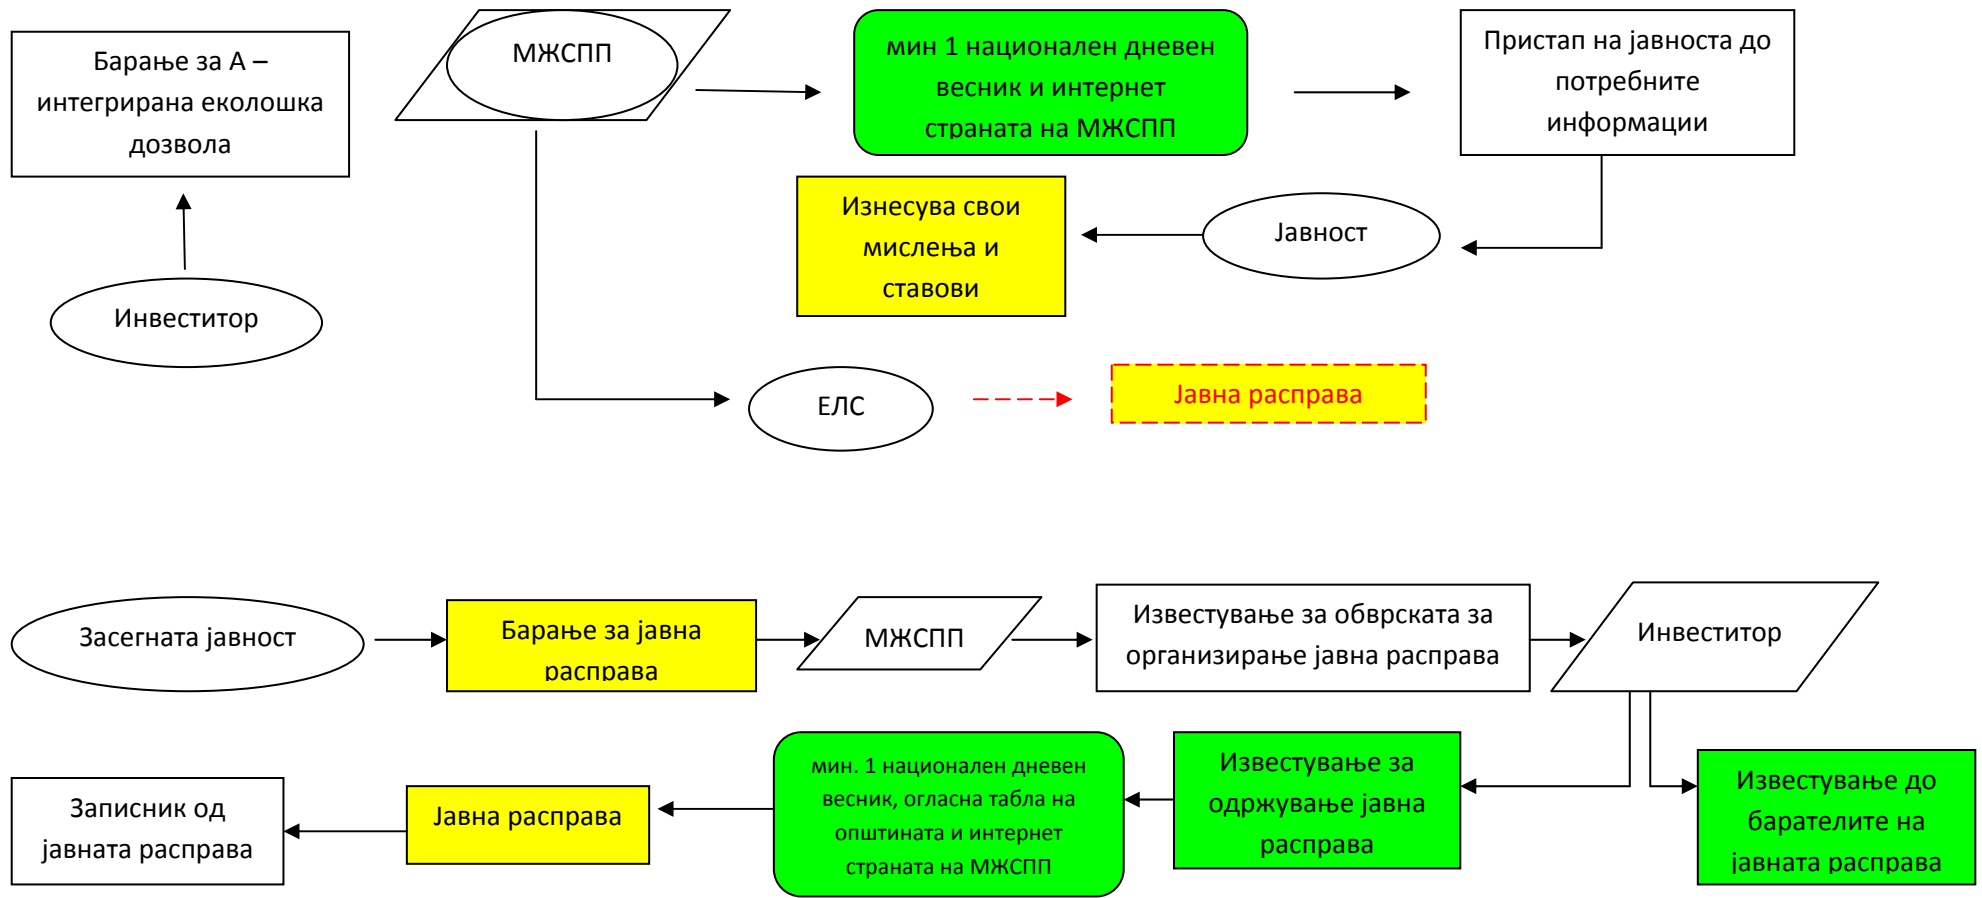 Барање за А –
интегрирана еколошка
дозвола
МЖСПП
мин 1 национален дневен
весник и интернет
страната на МЖСПП
Пристап на јавноста до
потребните
информации
Изнесува свои
мислења и
ставови
Јавност
Инвеститор
ЕЛС
Јавна расправа
Засегната јавност
Барање за јавна
расправа
МЖСПП
Известување за обврската за
организирање јавна расправа
Инвеститор
Записник од
јавната расправа
Јавна расправа
мин. 1 национален дневен
весник, огласна табла на
општината и интернет
страната на МЖСПП
Известување за
одржување јавна
расправа
Известување до
барателите на
јавната расправа